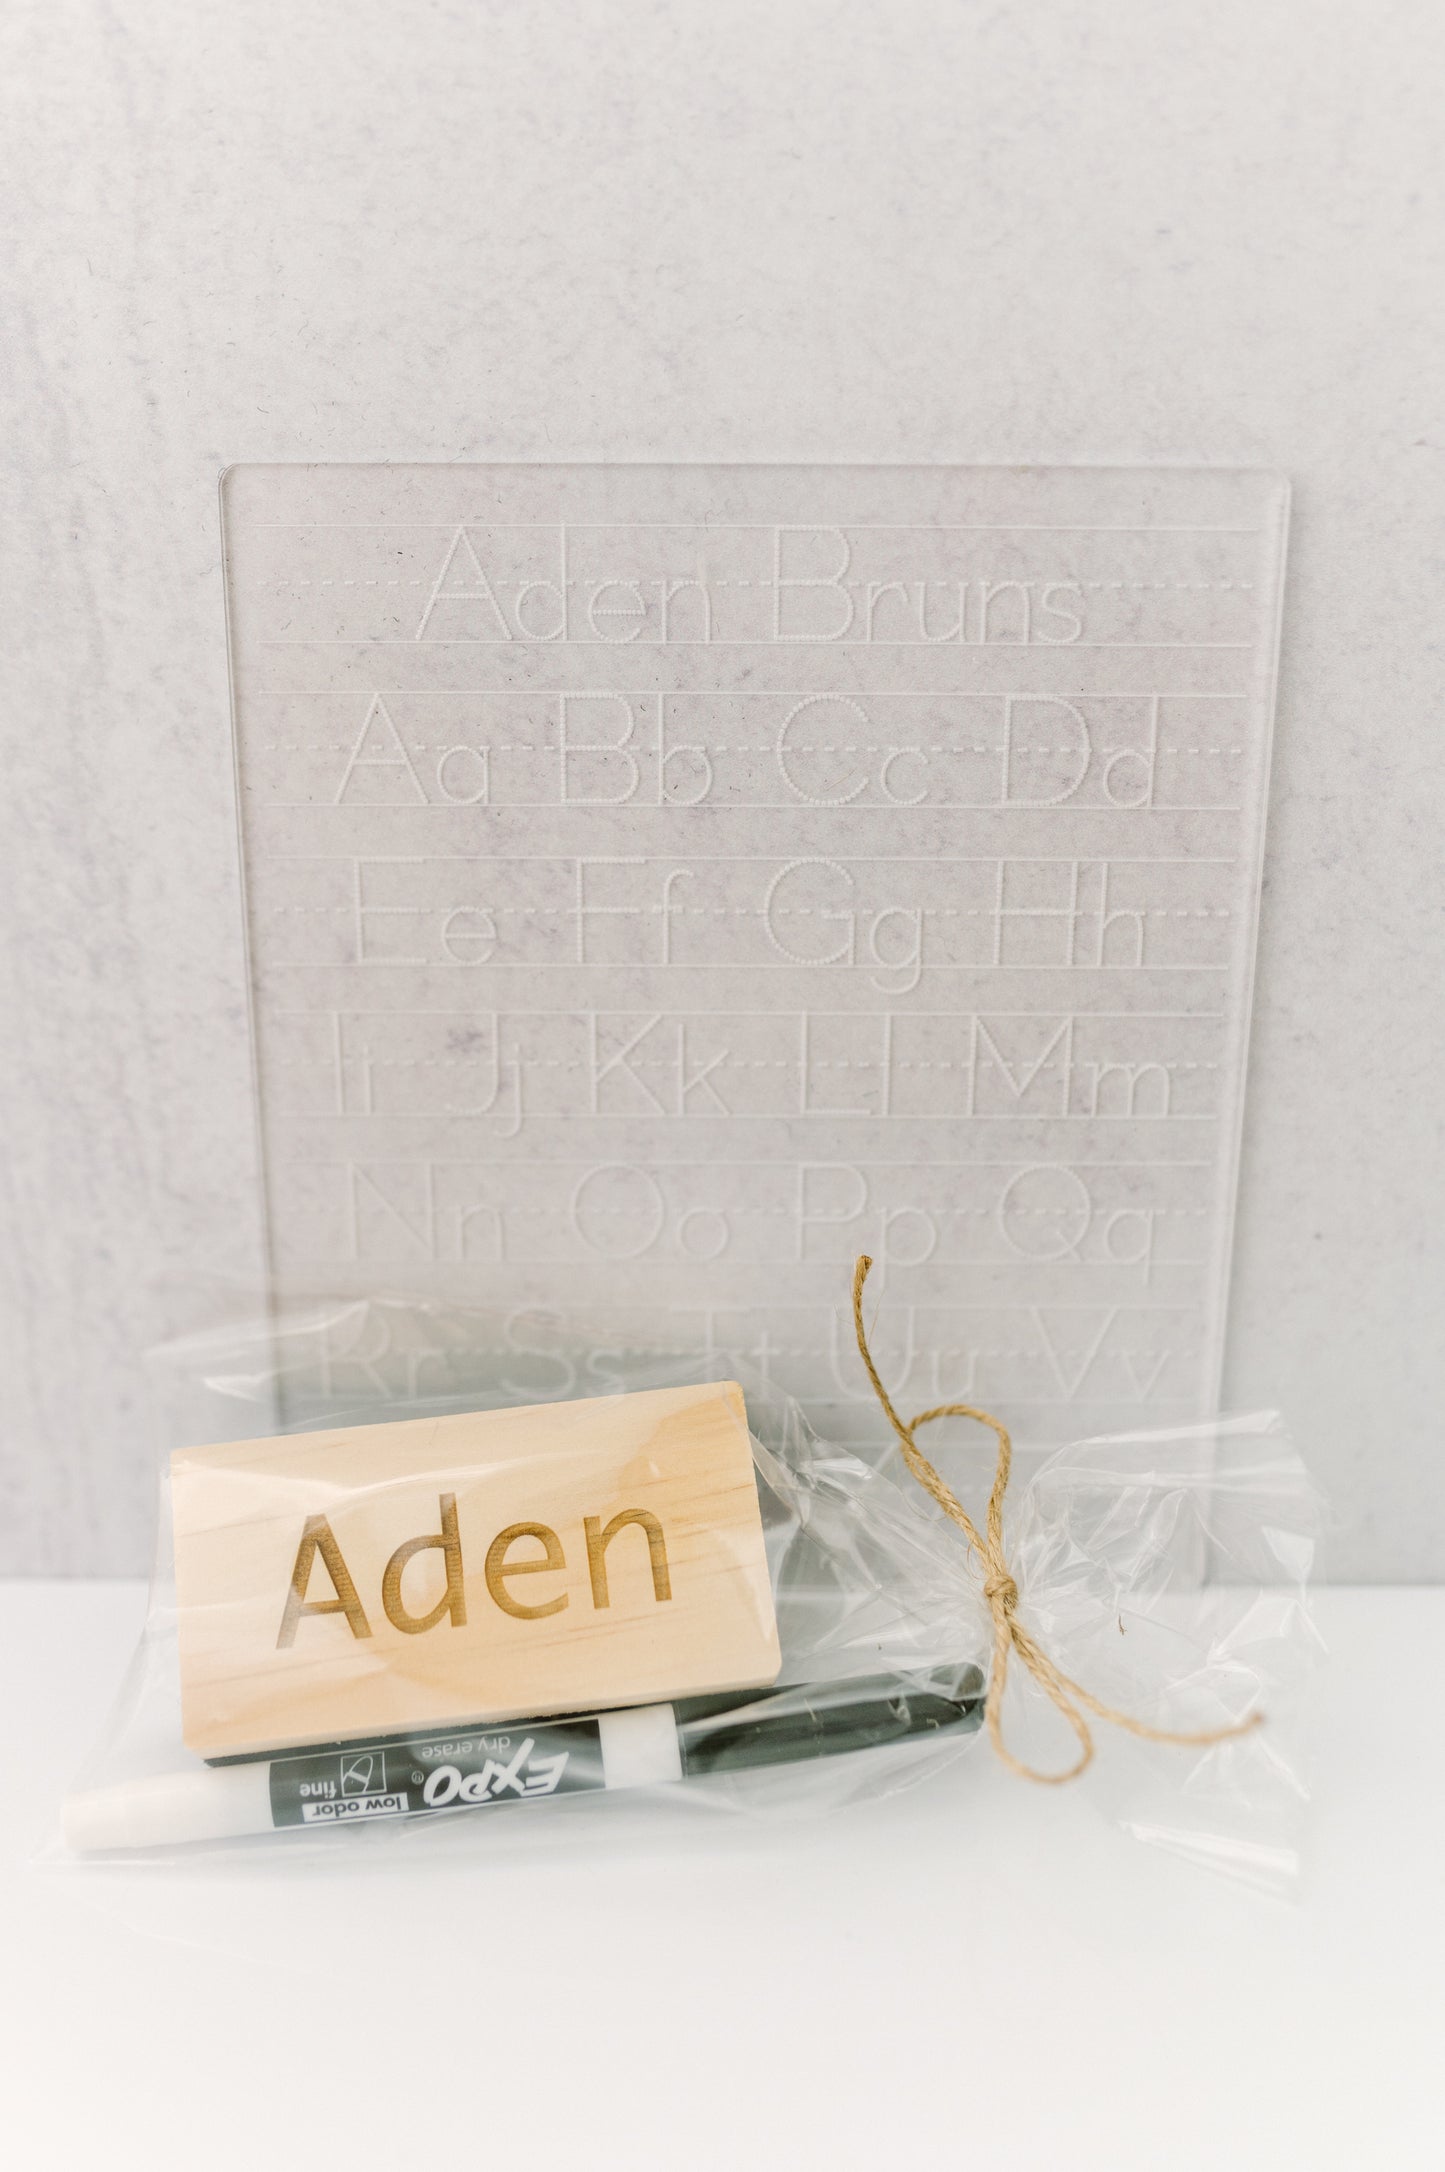 Aden Bruns
Aa Bb Cc Dd
Ee Ff Gg Hh
Ii Jj Kk Ll Mm
Nn Oo Pp Qq
Rr Ss Tt Uu Vv
Aden
EXPO®
dry erase
low odor
fine